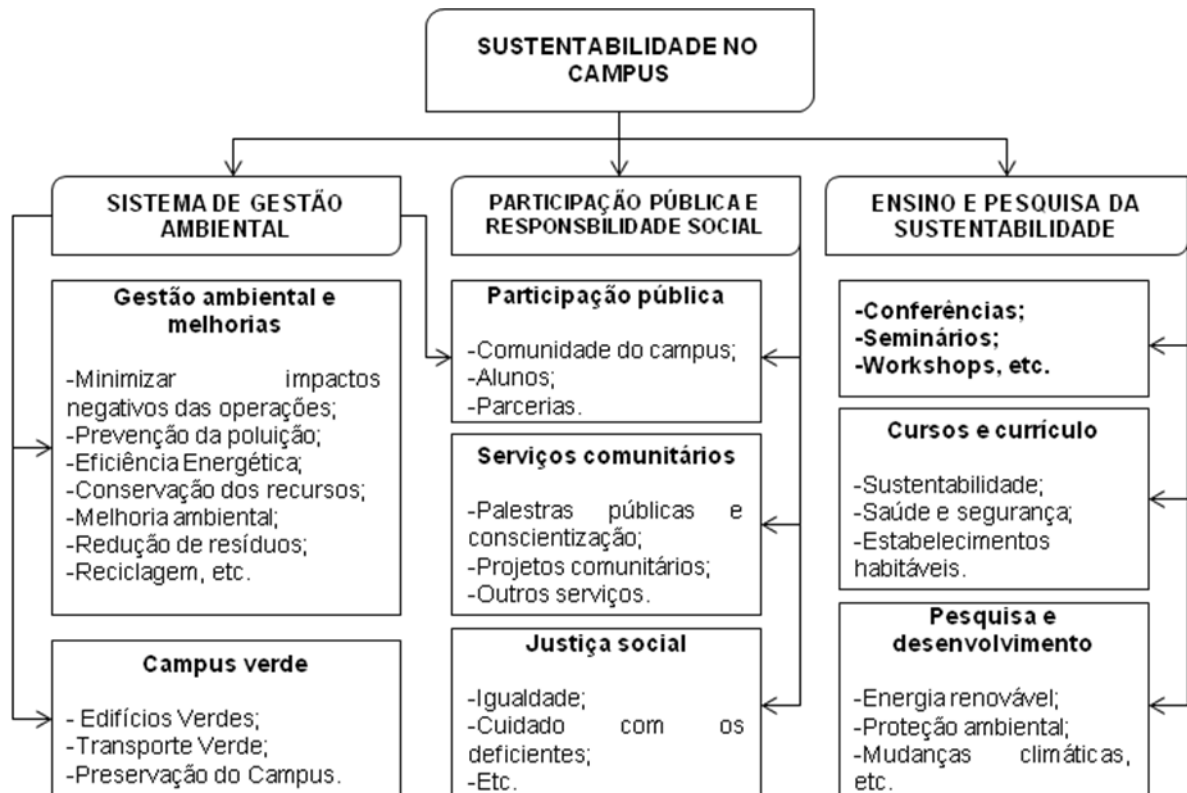 SUSTENTABILIDADE NO
CAMPUS
SISTEMA DE GESTÃO
AMBIENTAL
PARTICIPAÇÃO PÚBLICA E
RESPONSBILIDADE SOCIAL
ENSINO E PESQUISA DA
SUSTENTABILIDADE
Gestão ambiental e
melhorias
-Minimizar impactos
negativos das operações;
-Prevenção da poluição;
-Eficiência Energética;
-Conservação dos recursos;
-Melhoria ambiental;
-Redução de resíduos;
-Reciclagem, etc.
Campus verde
- Edifícios Verdes;
-Transporte Verde;
-Preservação do Campus.
Participação pública
-Comunidade do campus;
-Alunos;
-Parcerias.
Serviços comunitários
-Palestras públicas e
conscientização;
-Projetos comunitários;
-Outros serviços.
Justiça social
-Igualdade;
-Cuidado com os
deficientes;
-Etc.
-Conferências;
-Seminários;
-Workshops, etc.
Cursos e currículo
-Sustentabilidade;
-Saúde e segurança;
-Estabelecimentos
habitáveis.
Pesquisa e
desenvolvimento
-Energia renovável;
-Proteção ambiental;
-Mudanças climáticas,
etc.